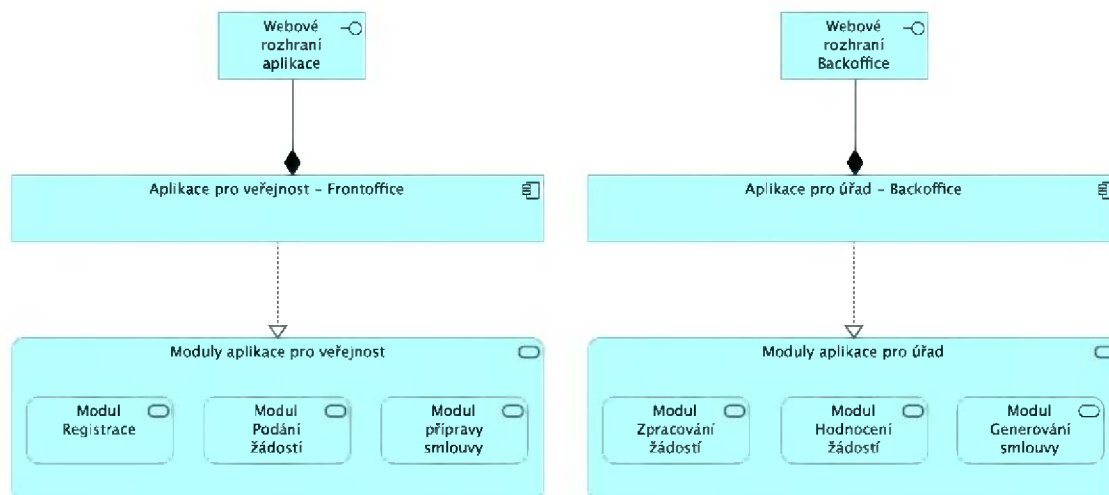 Webové
rozhraní
aplikace
Webové
rozhraní
Backoffice
Aplikace pro veřejnost – Frontoffice
Aplikace pro úřad – Backoffice
Moduly aplikace pro veřejnost
Modul
Registrace
Modul
Podání
žádostí
Modul
přípravy
smlouvy
Moduly aplikace pro úřad
Modul
Zpracování
žádostí
Modul
Hodnocení
žádostí
Modul
Generování
smlouvy